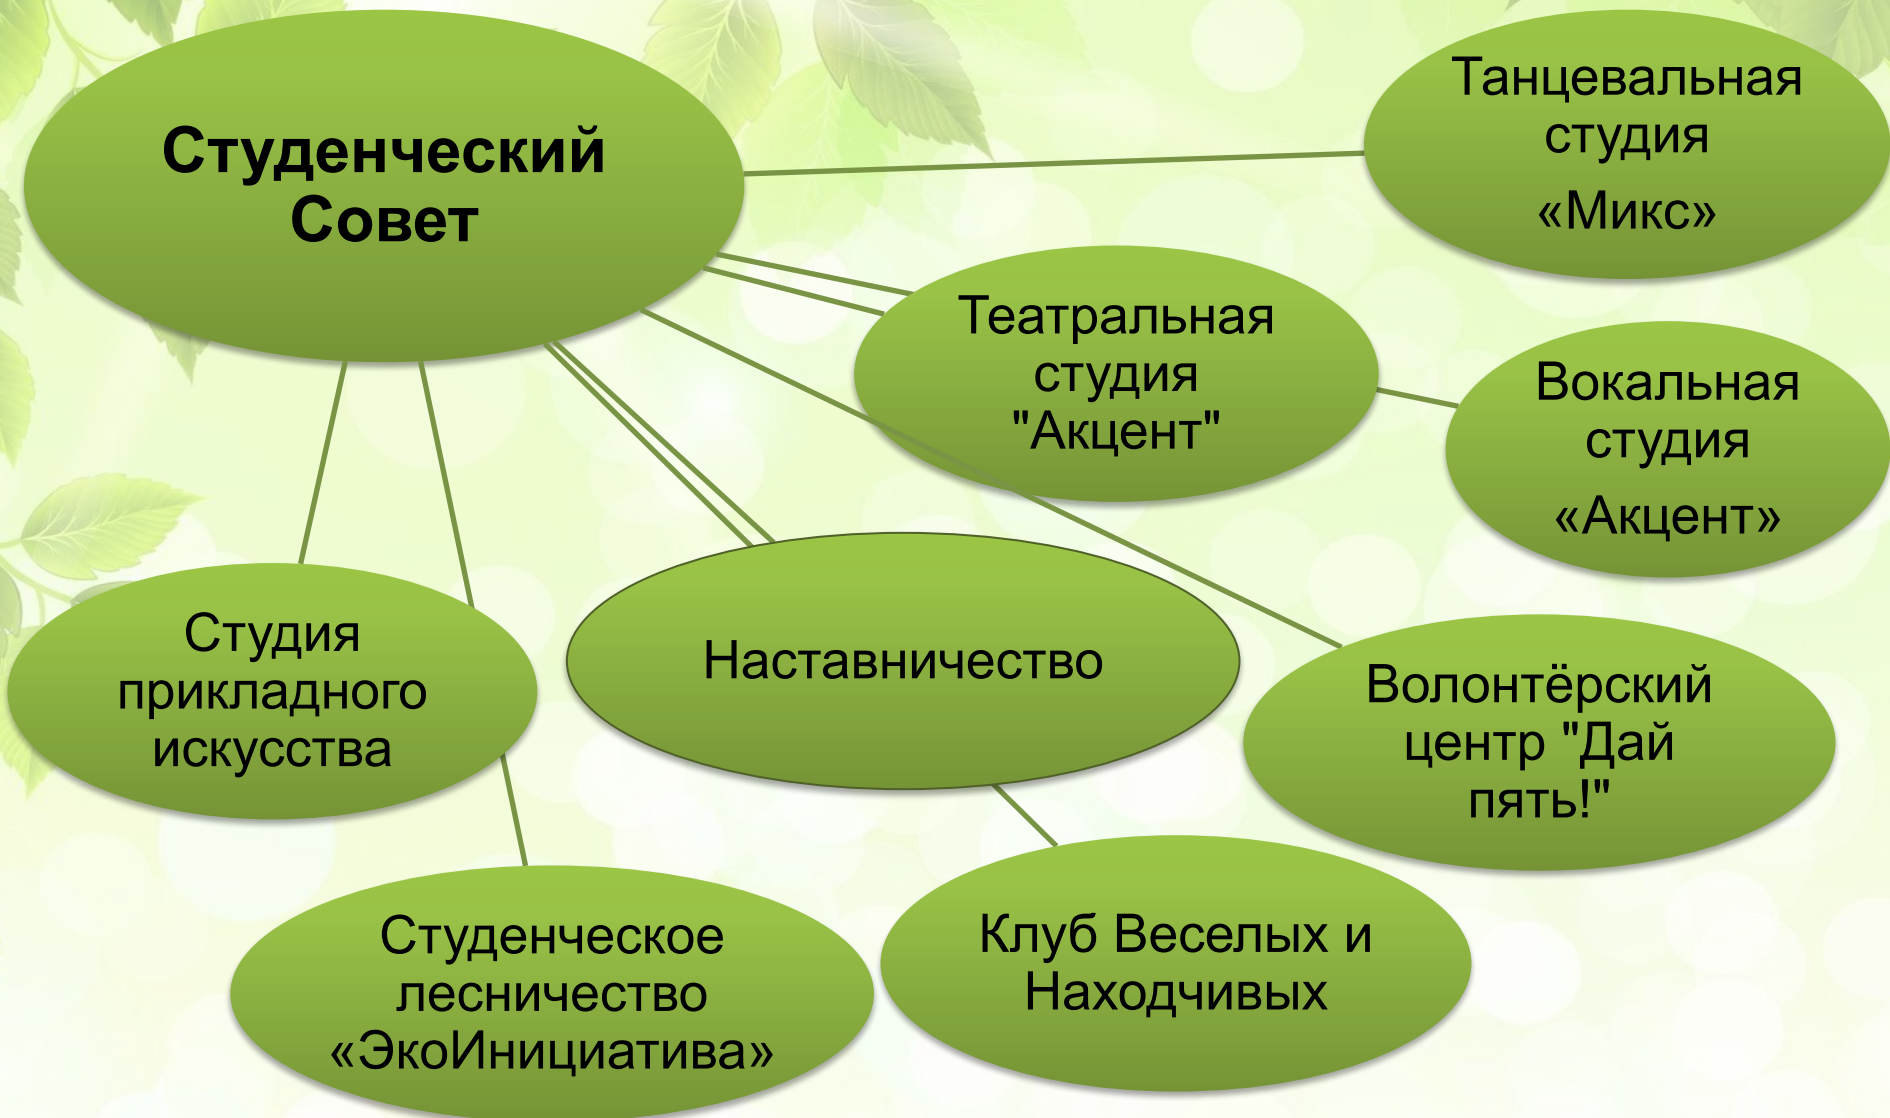 Студенческий
Совет
Танцевальная
студия
«Микс»
Театральная
студия
"Акцент"
Вокальная
студия
«Акцент»
Студия
прикладного
искусства
Наставничество
Волонтёрский
центр "Дай
пять!"
Студенческое
лесничество
«ЭкоИнициатива»
Клуб Веселых и
Находчивых